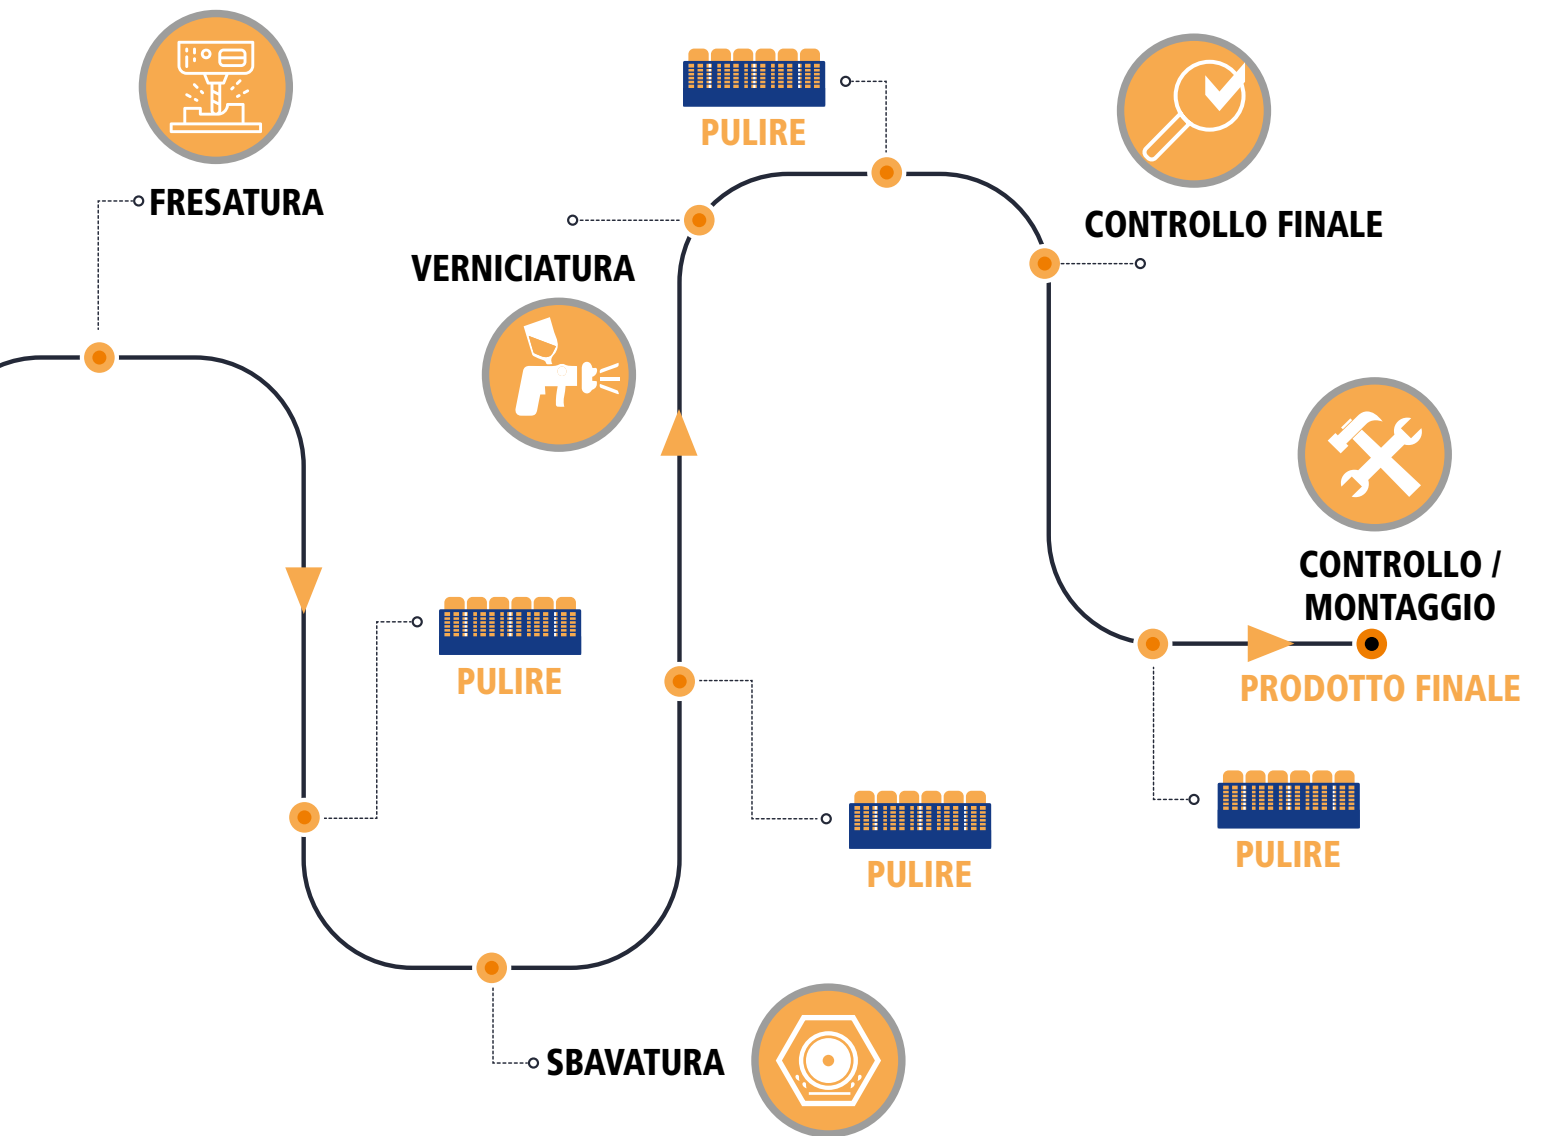 FRESATURA
PULIRE
SBAVATURA
PULIRE
VERNICIATURA
PULIRE
CONTROLLO FINALE
PULIRE
CONTROLLO /
MONTAGGIO
PRODOTTO FINALE